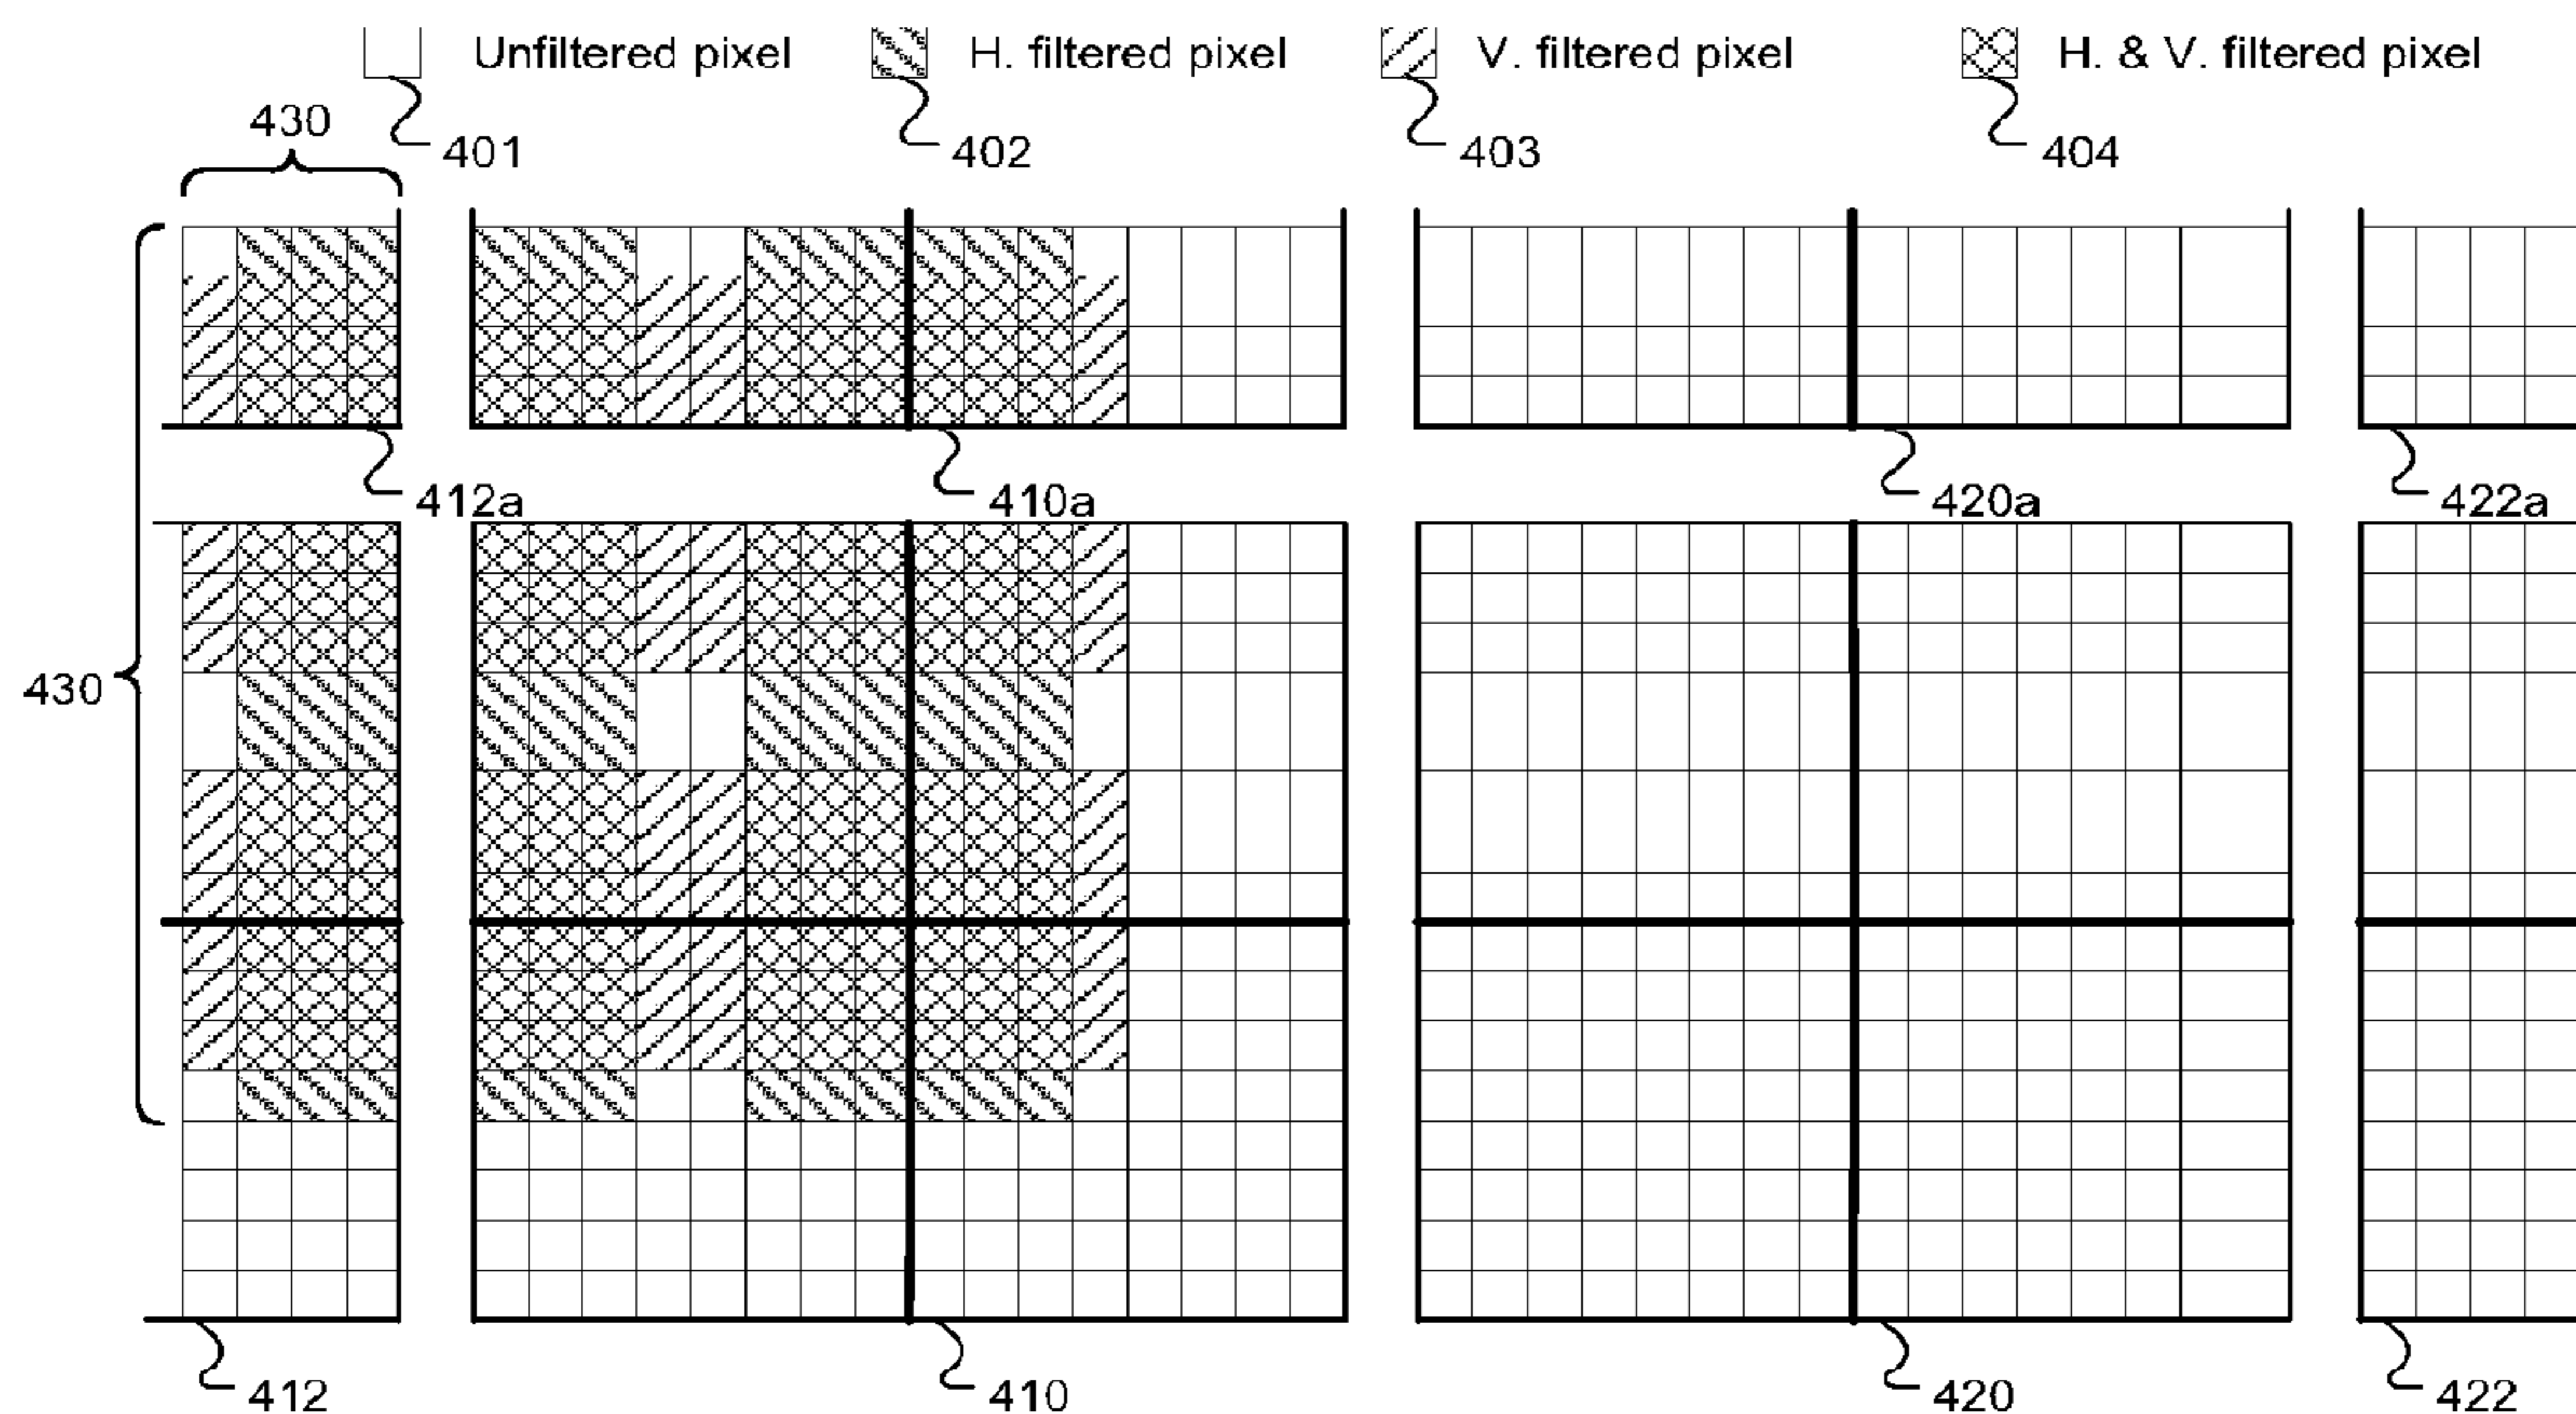 Unfiltered pixel
H. filtered pixel
V. filtered pixel
H. & V. filtered pixel
430
401
402
403
404
412a
410a
420a
422a
430
412
410
420
422